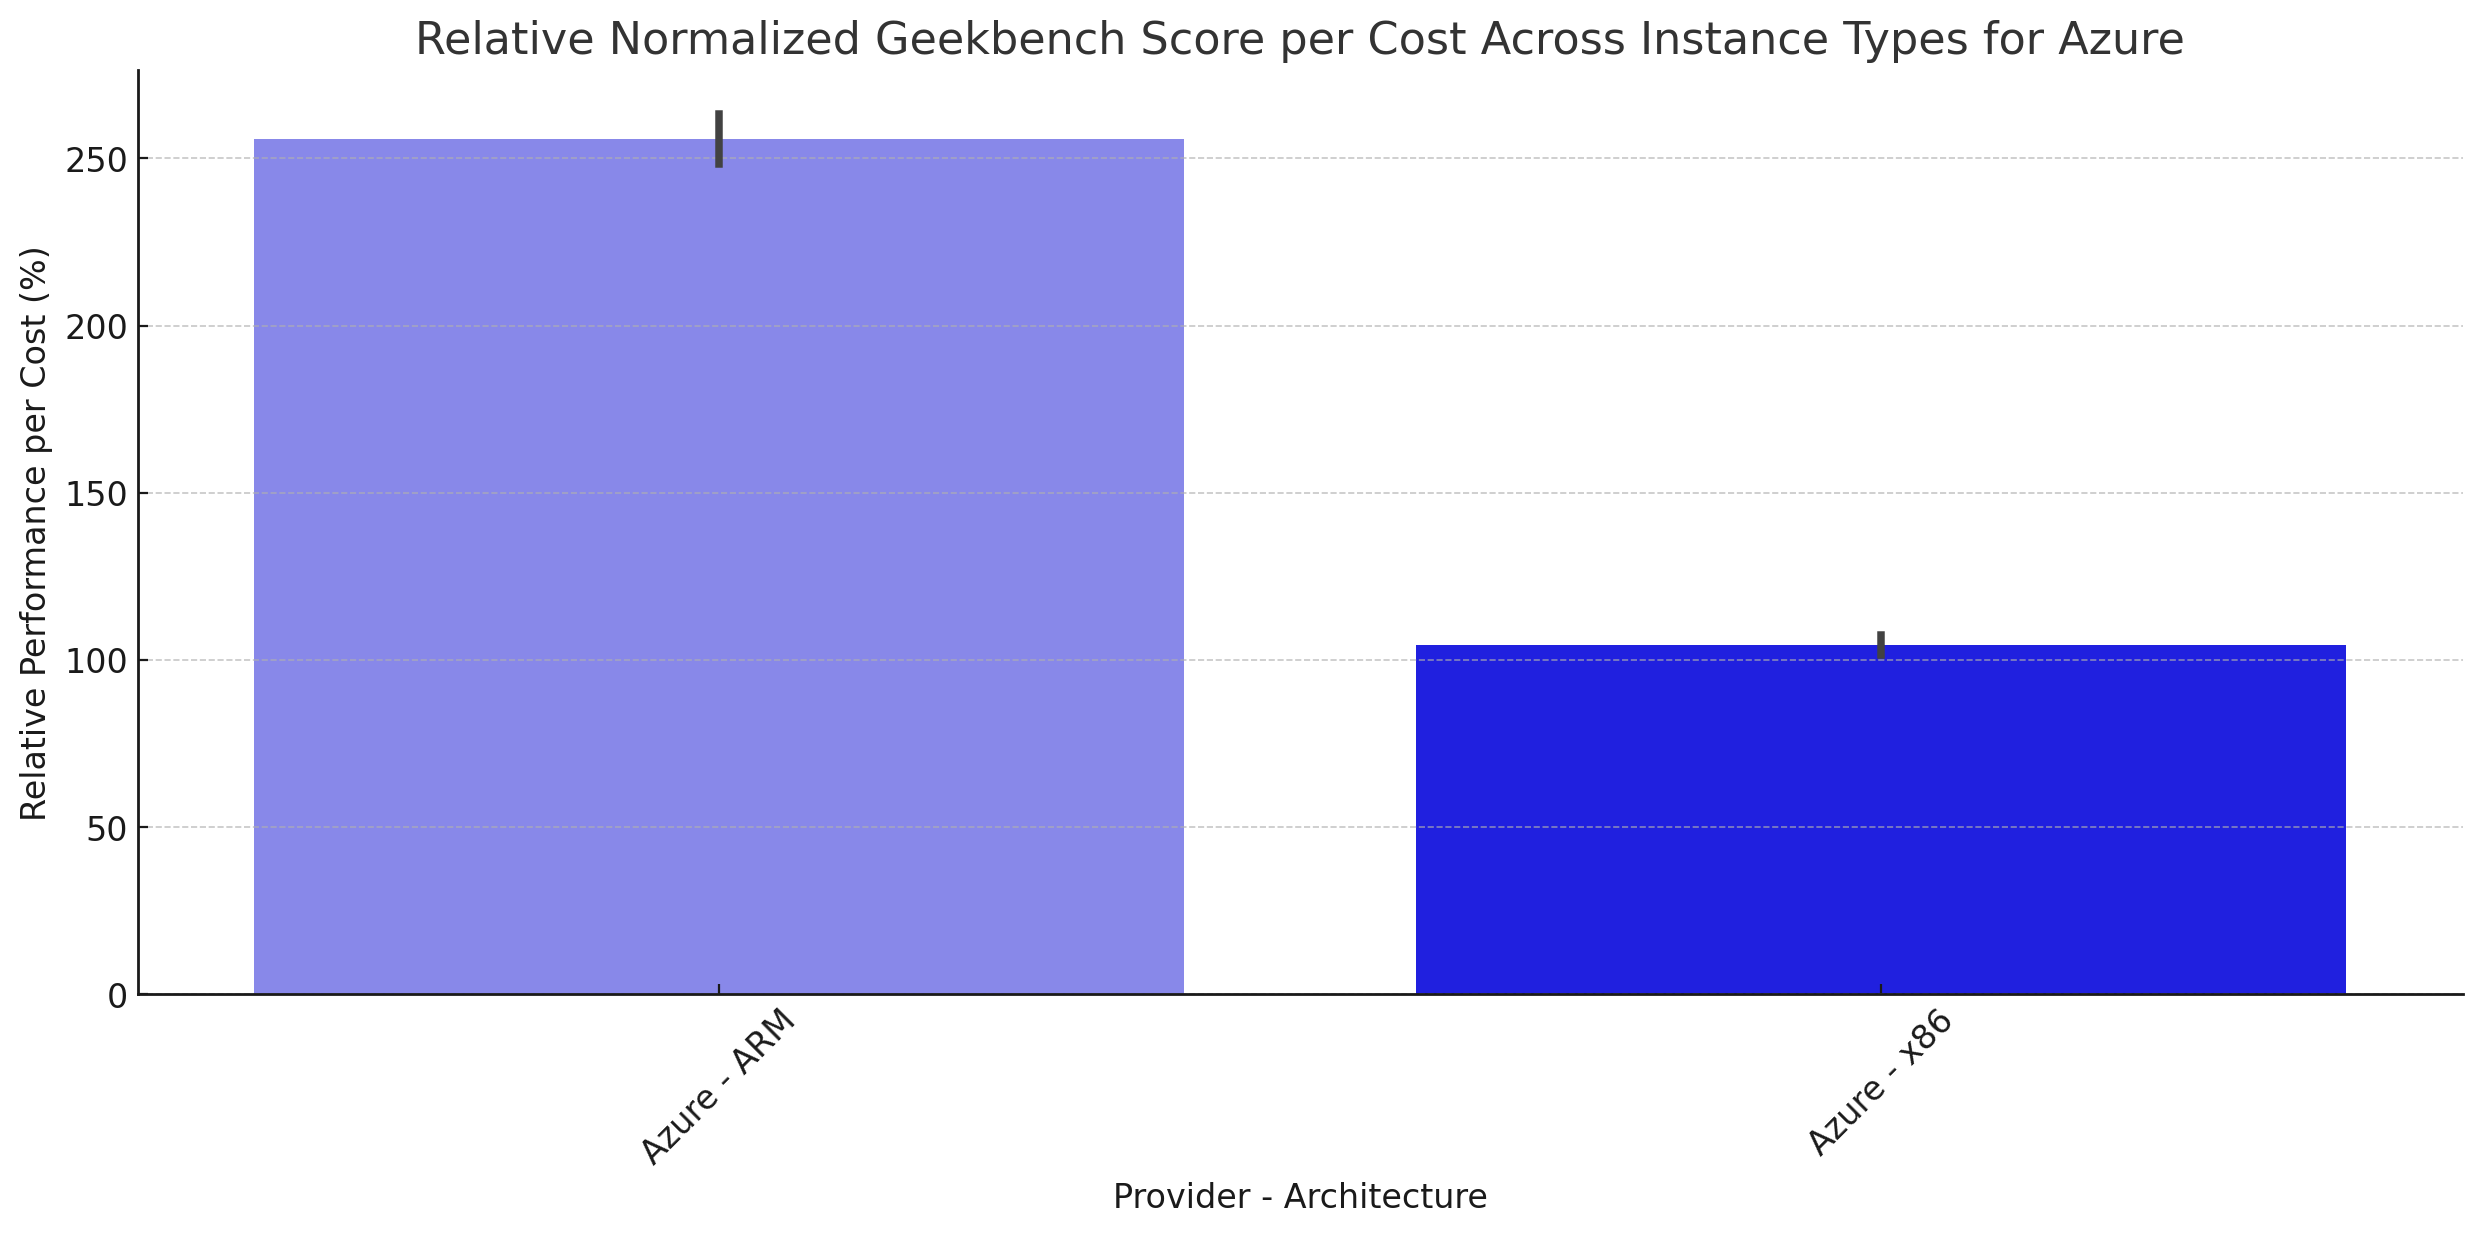 Relative Normalized Geekbench Score per Cost Across Instance Types for Azure
Relative Performance per Cost (%)
250
200
150
100
50
0
Azure - ARM
Azure - x86
Provider - Architecture